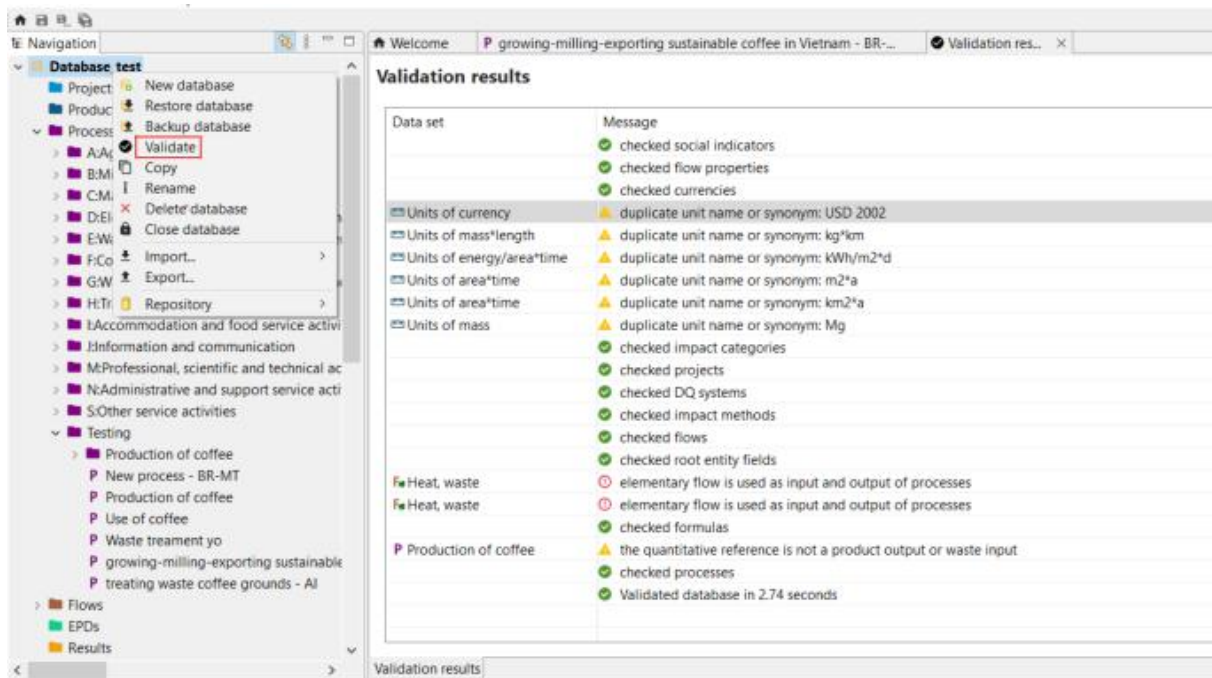 Navigation
Database_test
Project
Produc
Process
A:A
B:Mi
C:M
D:El
E:W
F:Co
G:W
H:Tr
I:Accommodation and food service activi
J:Information and communication
M:Professional, scientific and technical ac
N:Administrative and support service acti
S:Other service activities
Testing
Production of coffee
New process - BR-MT
Production of coffee
Use of coffee
Waste treament yo
growing-milling-exporting sustainable
treating waste coffee grounds - Al
Flows
EPDs
Results
New database
Restore database
Backup database
Validate
Copy
Rename
Delete database
Close database
Import...
Export...
Repository
Welcome P growing-milling-exporting sustainable coffee in Vietnam - BR-... Validation res...
Validation results
Data set Message
checked social indicators
checked flow properties
checked currencies
Units of currency duplicate unit name or synonym: USD 2002
Units of mass*length duplicate unit name or synonym: kg*km
Units of energy/area*time duplicate unit name or synonym: kWh/m2*d
Units of area*time duplicate unit name or synonym: m2*a
Units of area*time duplicate unit name or synonym: km2*a
Units of mass duplicate unit name or synonym: Mg
checked impact categories
checked projects
checked DQ systems
checked impact methods
checked flows
checked root entity fields
Heat, waste elementary flow is used as input and output of processes
Heat, waste elementary flow is used as input and output of processes
checked formulas
P Production of coffee the quantitative reference is not a product output or waste input
checked processes
Validated database in 2.74 seconds
Validation results